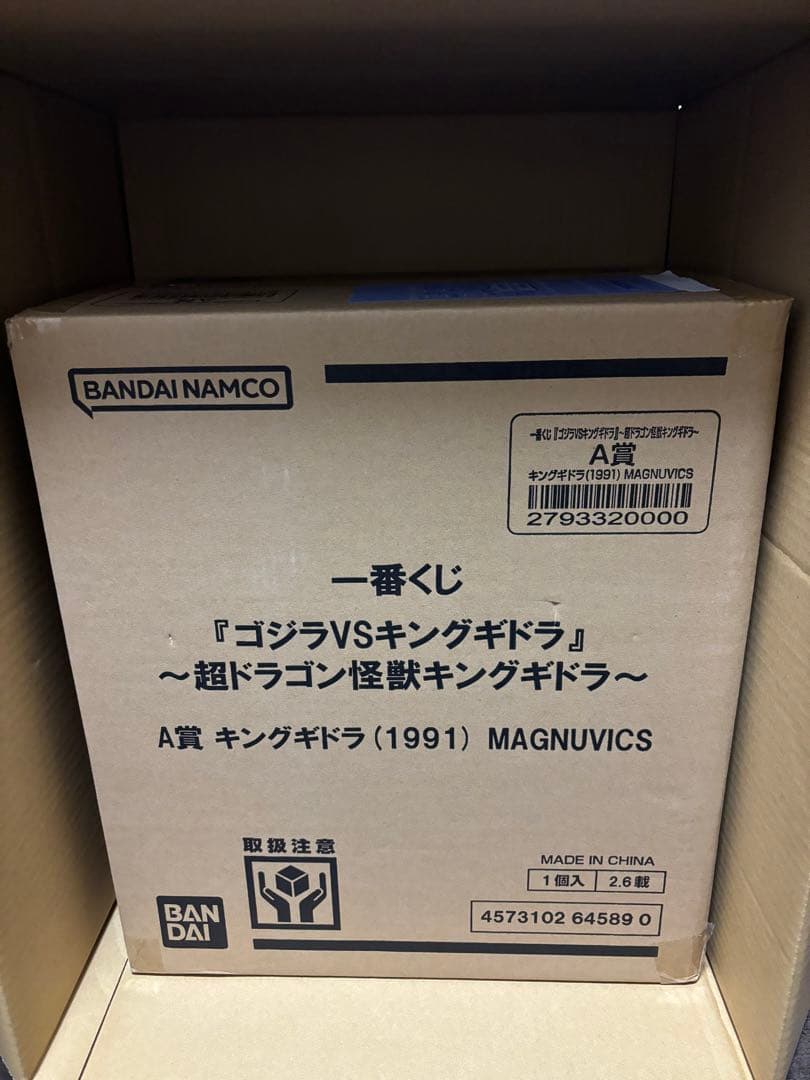 BANDAI NAMCO
一番くじ『ゴジラVSキングギドラ』~超ドラゴン怪獣キングギドラ~
A賞
キングギドラ(1991) MAGNUVICS
2793320000
一番くじ
『ゴジラVSキングギドラ』
~超ドラゴン怪獣キングギドラ~
A賞 キングギドラ(1991) MAGNUVICS
取扱注意
MADE IN CHINA
1個入 2.6載
BAN
DAI
4573102 64589 0